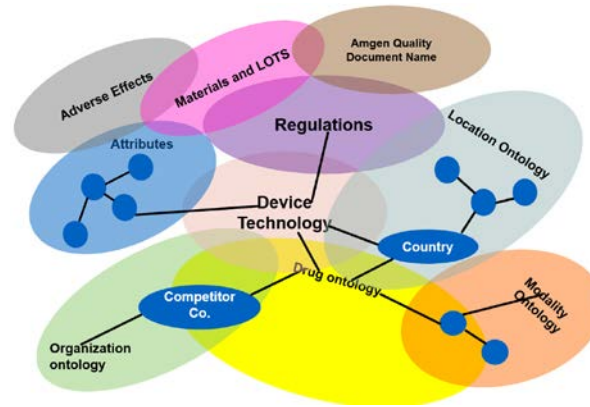 Amgen Quality
Document Name
Materials and LOTS
Adverse Effects
Regulations
Location Ontology
Attributes
Device
Technology
Country
Drug ontology
Modality
Ontology
Competitor
Co.
Organization
ontology